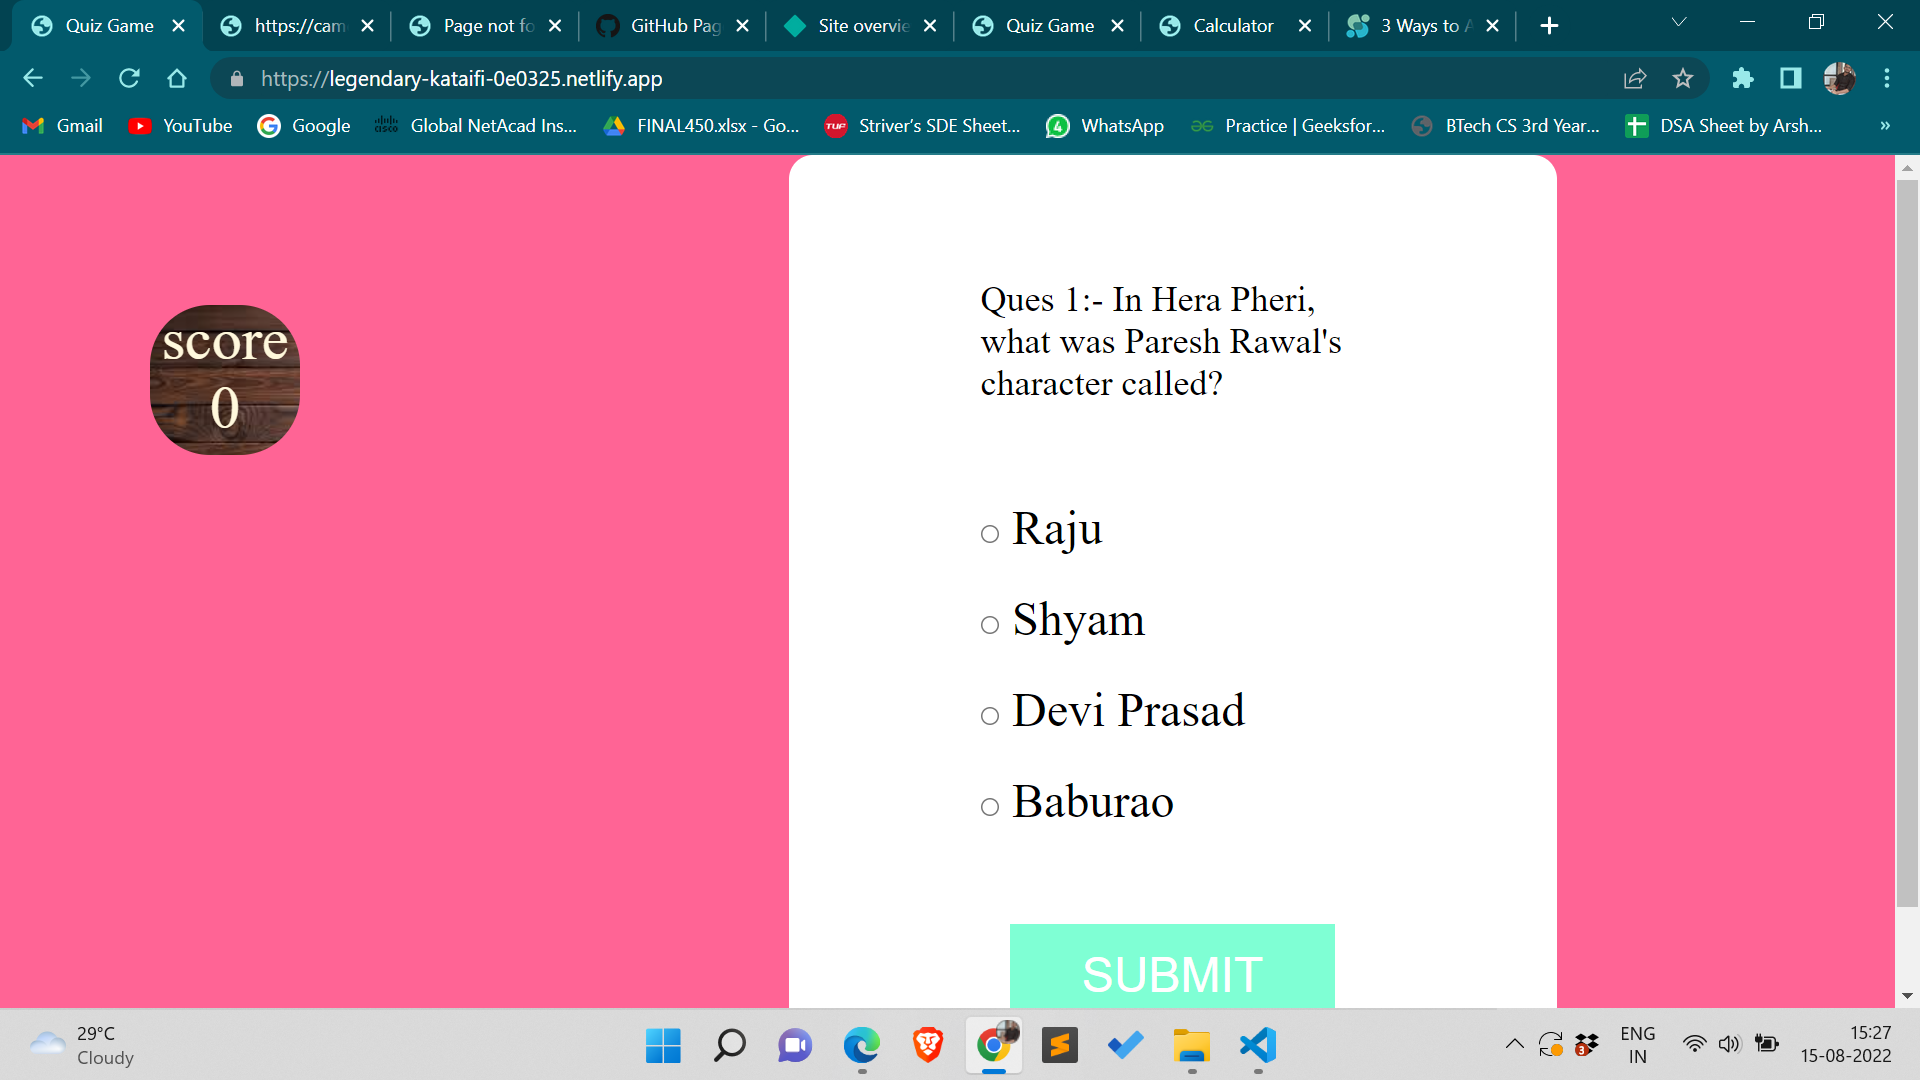 Quiz Game
https://cam
Page not fo
GitHub Pag
Site overvie
Quiz Game
Calculator
3 Ways to A
https://legendary-kataifi-0e0325.netlify.app
Gmail
YouTube
Google
Global NetAcad Ins...
FINAL450.xlsx - Go...
TUF
Striver's SDE Sheet...
4
WhatsApp
Practice | Geeksfor...
BTech CS 3rd Year...
DSA Sheet by Arsh...
»
score
0
Ques 1:- In Hera Pheri,
what was Paresh Rawal's
character called?
Raju
Shyam
Devi Prasad
Baburao
SUBMIT
29°C
Cloudy
3
ENG
IN
15:27
15-08-2022